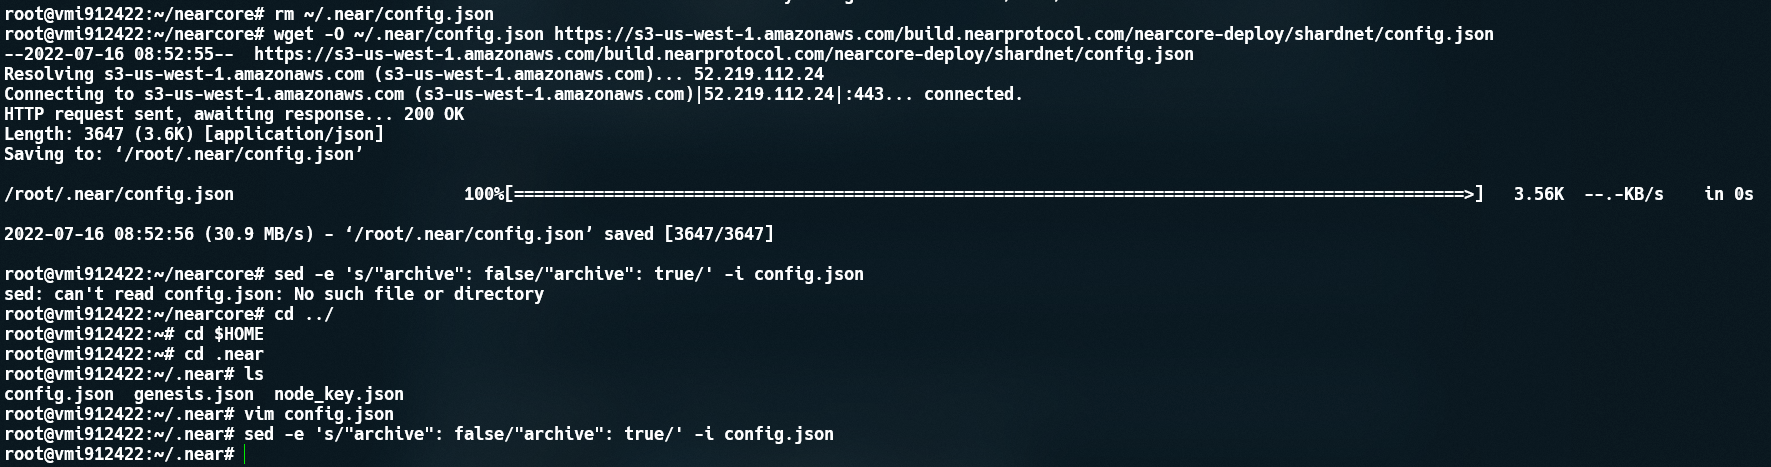 root@vmi912422:~/nearcore# rm ~/.near/config.json
root@vmi912422:~/nearcore# wget -O ~/.near/config.json https://s3-us-west-1.amazonaws.com/build.nearprotocol.com/nearcore-deploy/shardnet/config.json
--2022-07-16 08:52:55--  https://s3-us-west-1.amazonaws.com/build.nearprotocol.com/nearcore-deploy/shardnet/config.json
Resolving s3-us-west-1.amazonaws.com (s3-us-west-1.amazonaws.com)... 52.219.112.24
Connecting to s3-us-west-1.amazonaws.com (s3-us-west-1.amazonaws.com)|52.219.112.24|:443... connected.
HTTP request sent, awaiting response... 200 OK
Length: 3647 (3.6K) [application/json]
Saving to: ‘/root/.near/config.json’
/root/.near/config.json                       100%[===============================================================================================>]   3.56K  --.-KB/s    in 0s
2022-07-16 08:52:56 (30.9 MB/s) - ‘/root/.near/config.json’ saved [3647/3647]
root@vmi912422:~/nearcore# sed -e 's/"archive": false/"archive": true/' -i config.json
sed: can't read config.json: No such file or directory
root@vmi912422:~/nearcore# cd ../
root@vmi912422:~# cd $HOME
root@vmi912422:~# cd .near
root@vmi912422:~/.near# ls
config.json  genesis.json  node_key.json
root@vmi912422:~/.near# vim config.json
root@vmi912422:~/.near# sed -e 's/"archive": false/"archive": true/' -i config.json
root@vmi912422:~/.near#